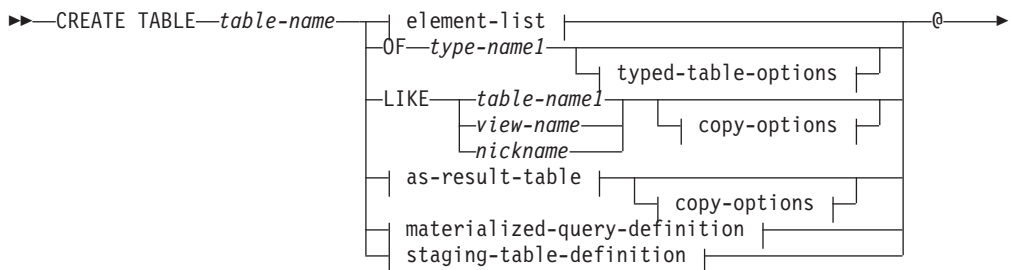 CREATE TABLE table-name element-list @
OF type-name1
typed-table-options
LIKE table-name1
view-name copy-options
nickname
as-result-table
copy-options
materialized-query-definition
staging-table-definition